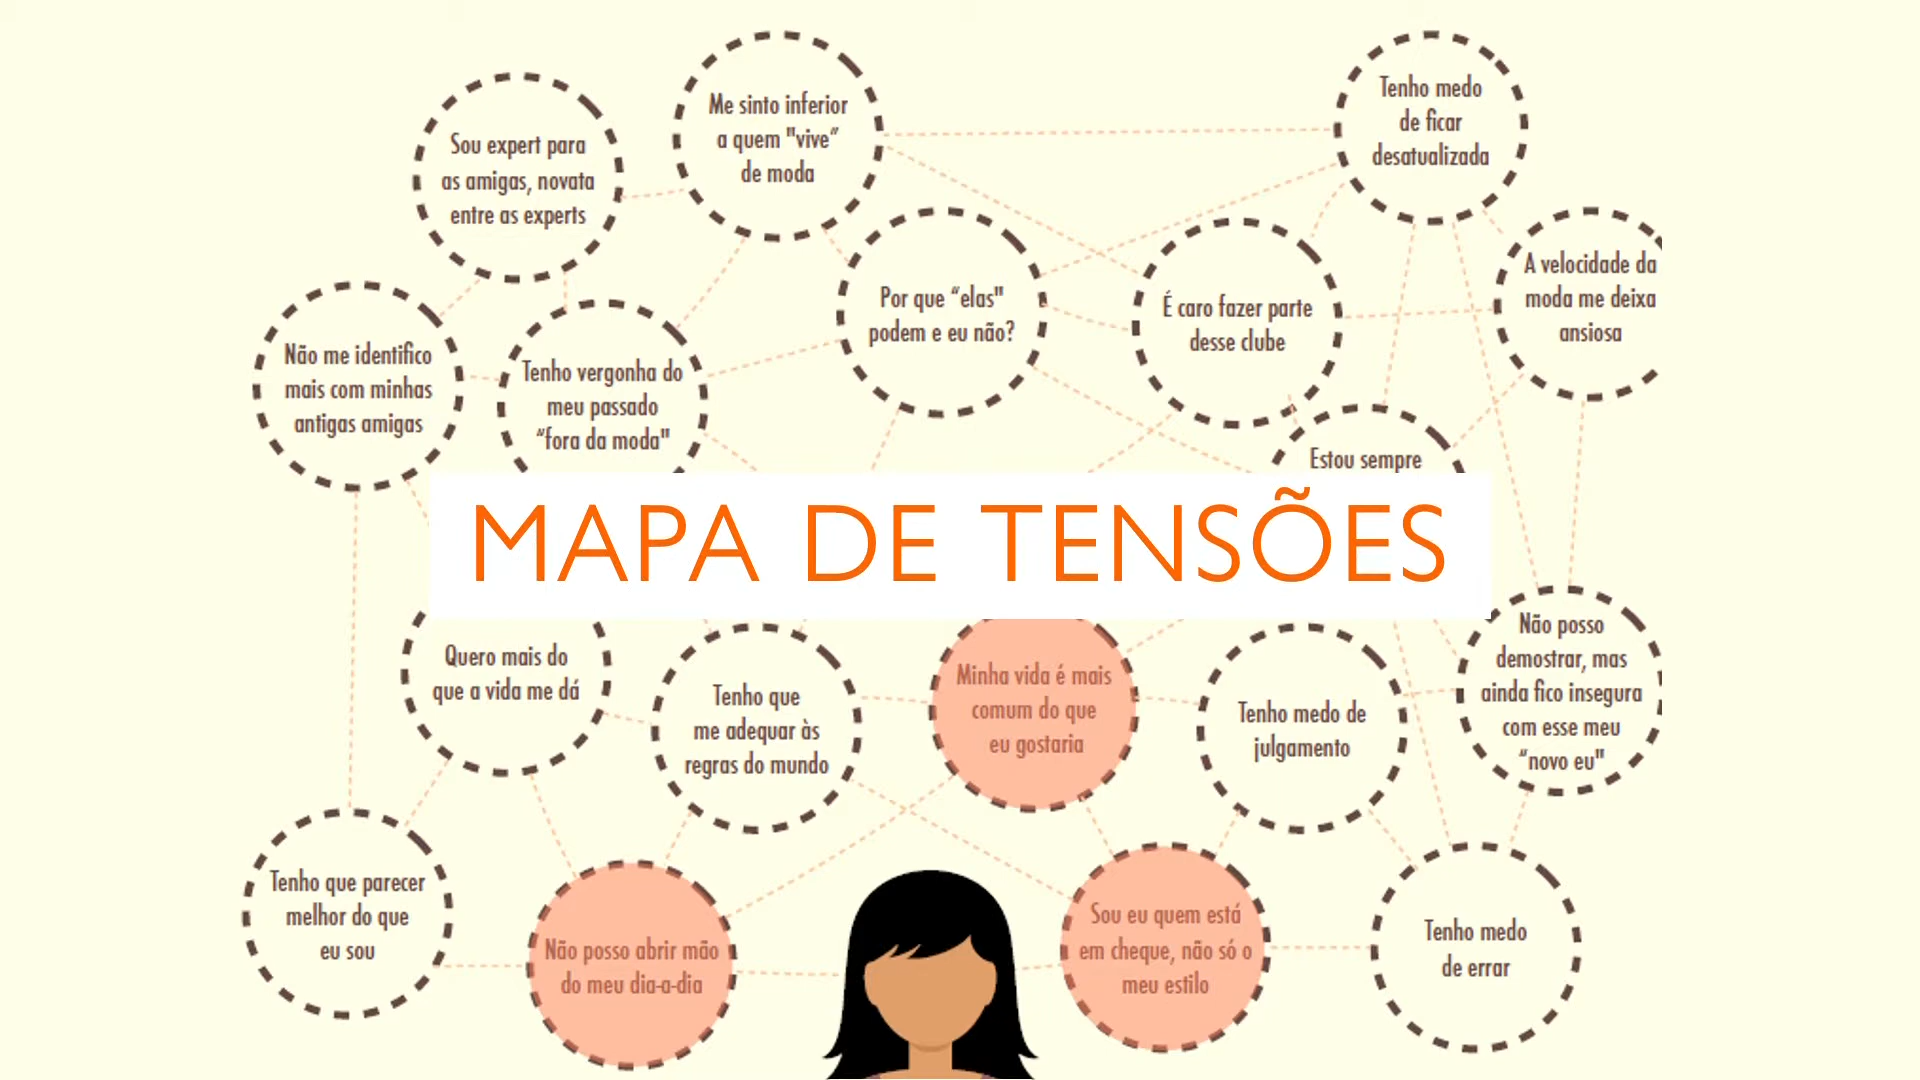 Sou expert para
as amigas, novata
entre as experts
Me sinto inferior
a quem "vive”
de moda
Tenho medo
de ficar
desatualizada
A velocidade da
moda me deixa
ansiosa
Por que “elas"
podem e eu não?
É caro fazer parte
desse clube
Não me identifico
mais com minhas
antigas amigas
Tenho vergonha do
meu passado
“fora da moda"
Estou sempre
MAPA DE TENSÕES
Quero mais do
que a vida me dá
Tenho que
me adequar às
regras do mundo
Minha vida é mais
comum do que
eu gostaria
Tenho medo de
julgamento
Não posso
demostrar, mas
ainda fico insegura
com esse meu
“novo eu"
Tenho que parecer
melhor do que
eu sou
Não posso abrir mão
do meu dia-a-dia
Sou eu quem está
em cheque, não só o
meu estilo
Tenho medo
de errar